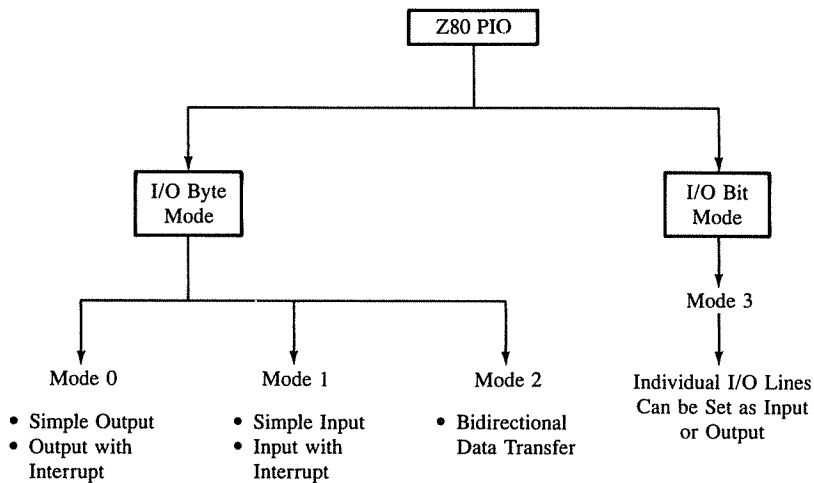 Z80 PIO
I/O Byte
Mode
I/O Bit
Mode
Mode 3
Mode 0
Mode 1
Mode 2
Individual I/O Lines
Can be Set as Input
or Output
• Simple Output
• Output with
Interrupt
• Simple Input
• Input with
Interrupt
• Bidirectional
Data Transfer